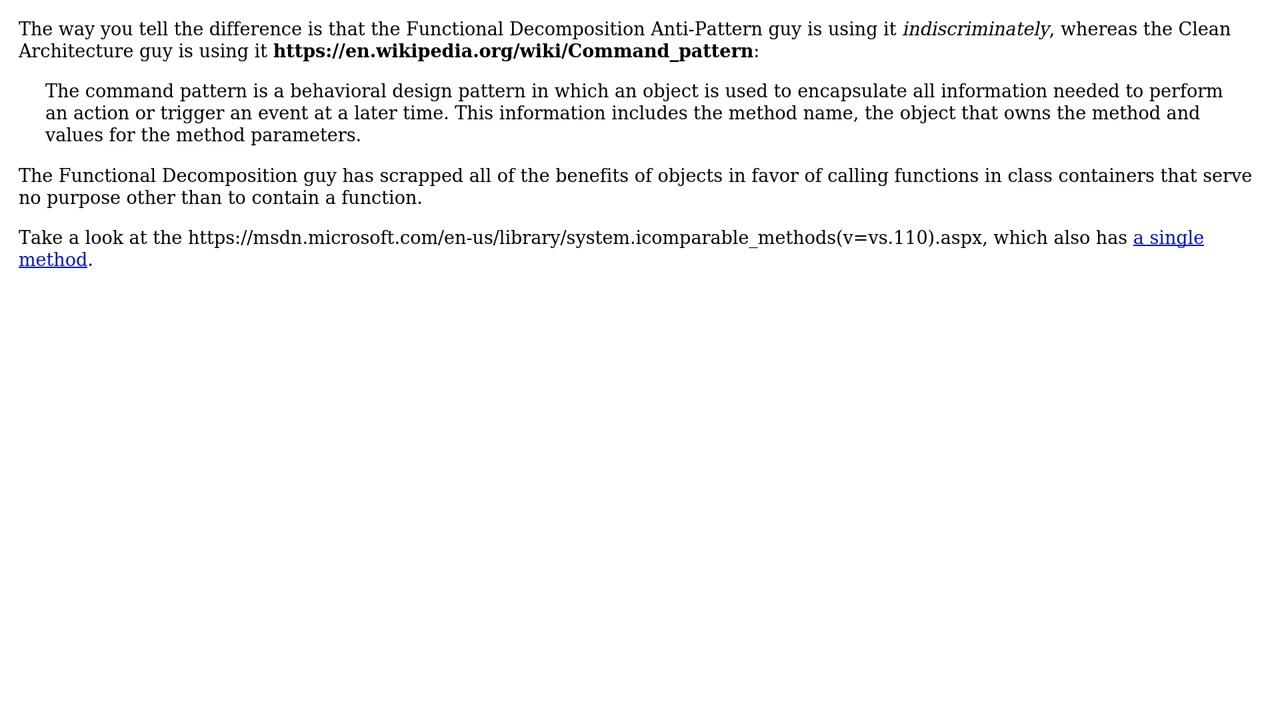 The way you tell the difference is that the Functional Decomposition Anti-Pattern guy is using it indiscriminately, whereas the Clean
Architecture guy is using it https://en.wikipedia.org/wiki/Command_pattern:
The command pattern is a behavioral design pattern in which an object is used to encapsulate all information needed to perform
an action or trigger an event at a later time. This information includes the method name, the object that owns the method and
values for the method parameters.
The Functional Decomposition guy has scrapped all of the benefits of objects in favor of calling functions in class containers that serve
no purpose other than to contain a function.
Take a look at the https://msdn.microsoft.com/en-us/library/system.icomparable_methods(v=vs.110).aspx, which also has a single
method.